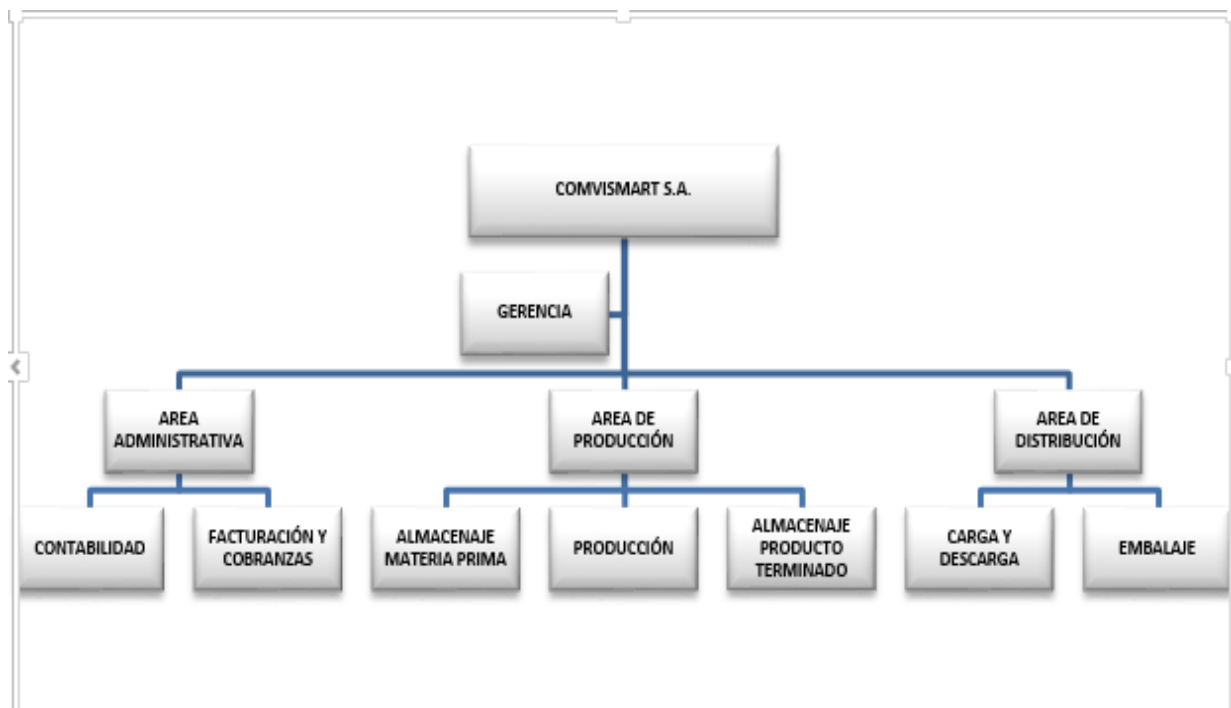 COMVISMART S.A.
GERENCIA
AREA
ADMINISTRATIVA
AREA DE
PRODUCCIÓN
AREA DE
DISTRIBUCIÓN
CONTABILIDAD
FACTURACIÓN Y
COBRANZAS
ALMACENAJE
MATERIA PRIMA
PRODUCCIÓN
ALMACENAJE
PRODUCTO
TERMINADO
CARGA Y
DESCARGA
EMBALAJE